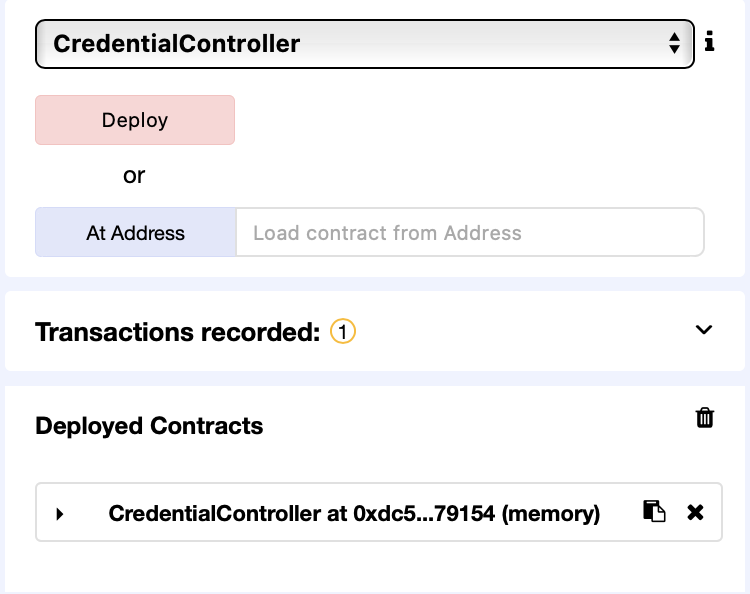 CredentialController
Deploy
or
At Address Load contract from Address
Transactions recorded: 1
Deployed Contracts
CredentialController at 0xdc5...79154 (memory)